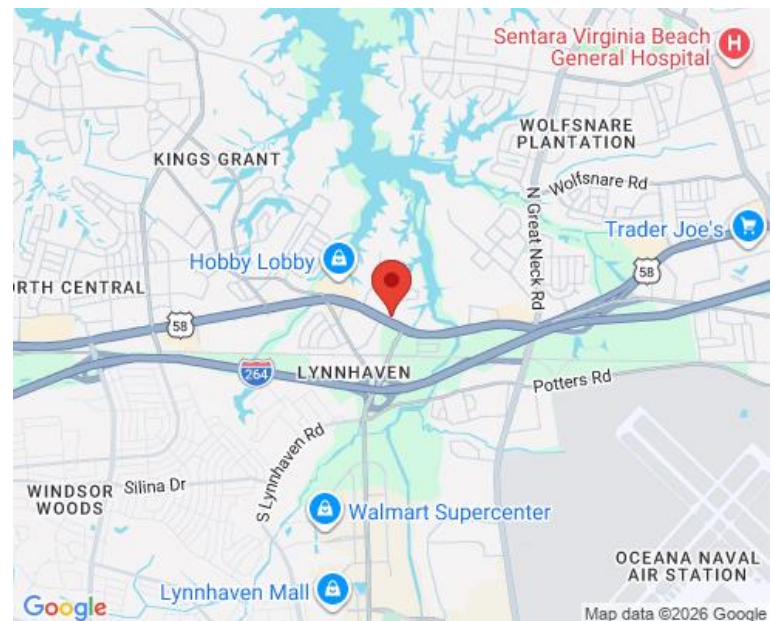 Sentara Virginia Beach
General Hospital
H
WOLFSNARE
PLANTATION
KINGS GRANT
Wolfsnare Rd
N Great Neck Rd
Trader Joe's
Hobby Lobby
58
ORTH CENTRAL
58
LYNNHAVEN
264
Potters Rd
S Lynnhaven Rd
WINDSOR
WOODS
Silina Dr
Walmart Supercenter
OCEANA NAVAL
AIR STATION
Lynnhaven Mall
Google
Map data ©2026 Google